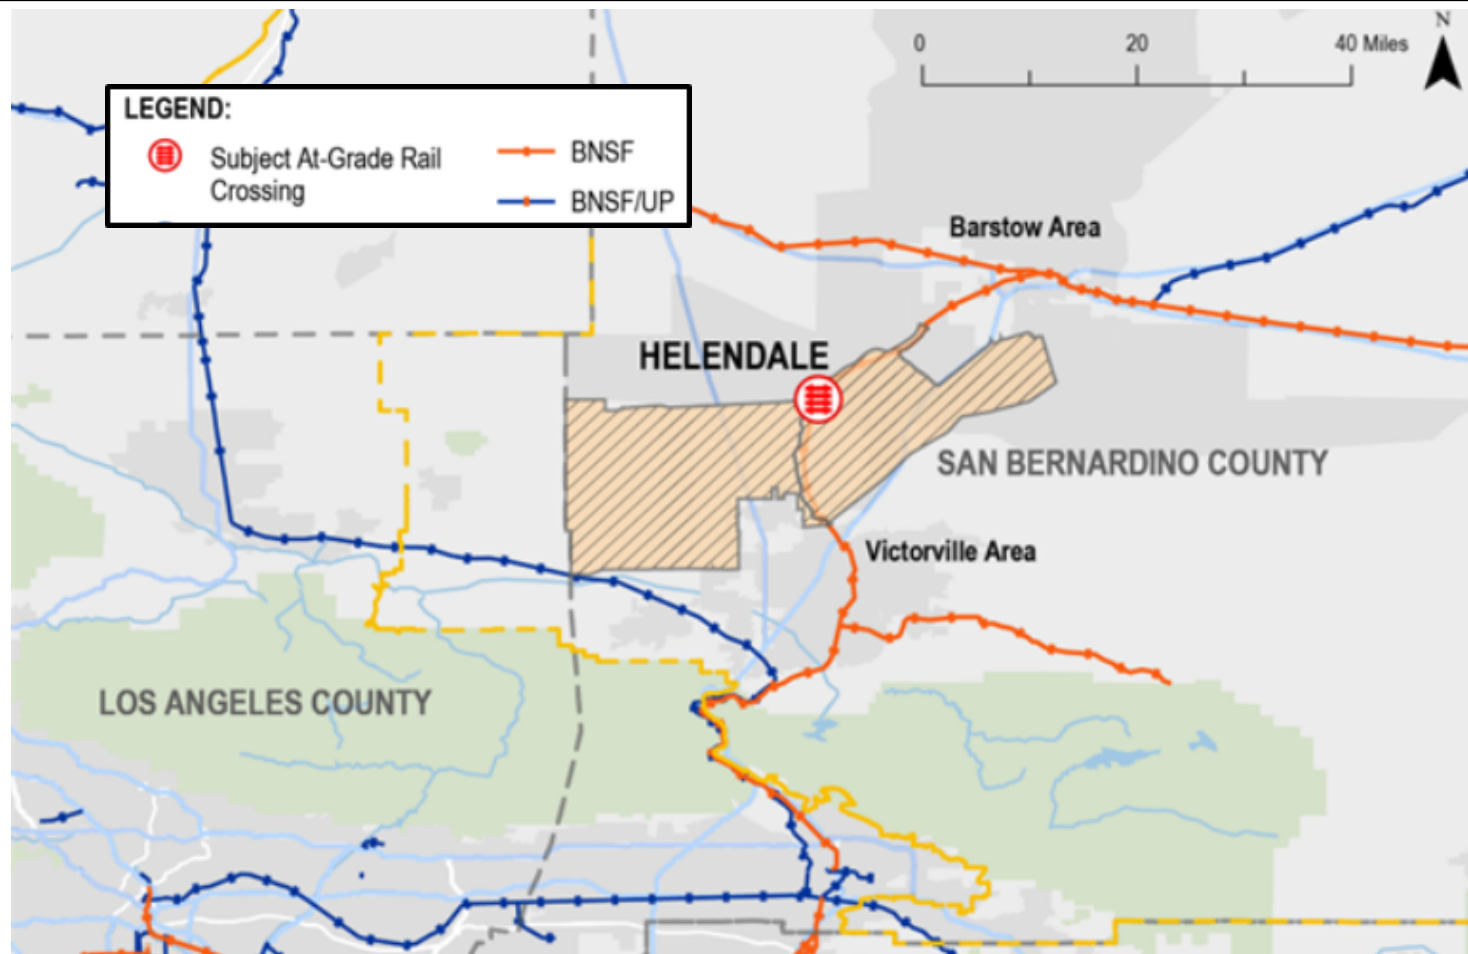 N
0 20 40 Miles
LEGEND:
Subject At-Grade Rail
Crossing
BNSF
BNSF/UP
Barstow Area
HELENDALE
SAN BERNARDINO COUNTY
Victorville Area
LOS ANGELES COUNTY